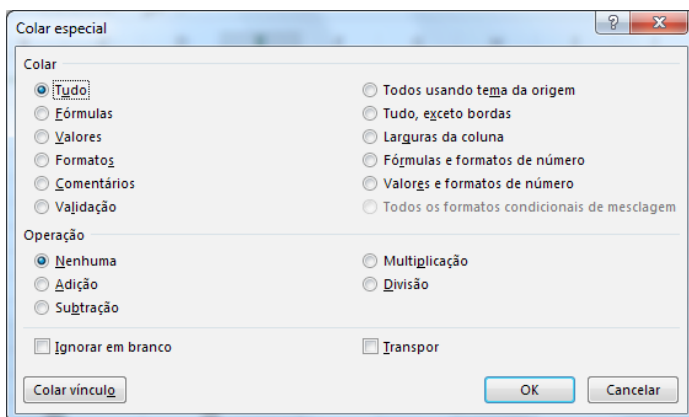 Colar especial
Colar
Tudo
Fórmulas
Valores
Formatos
Comentários
Validação
Todos usando tema da origem
Tudo, exceto bordas
Larguras da coluna
Fórmulas e formatos de número
Valores e formatos de número
Todos os formatos condicionais de mesclagem
Operação
Nenhuma
Adição
Subtração
Multiplicação
Divisão
Ignorar em branco
Transpor
Colar vínculo
OK
Cancelar